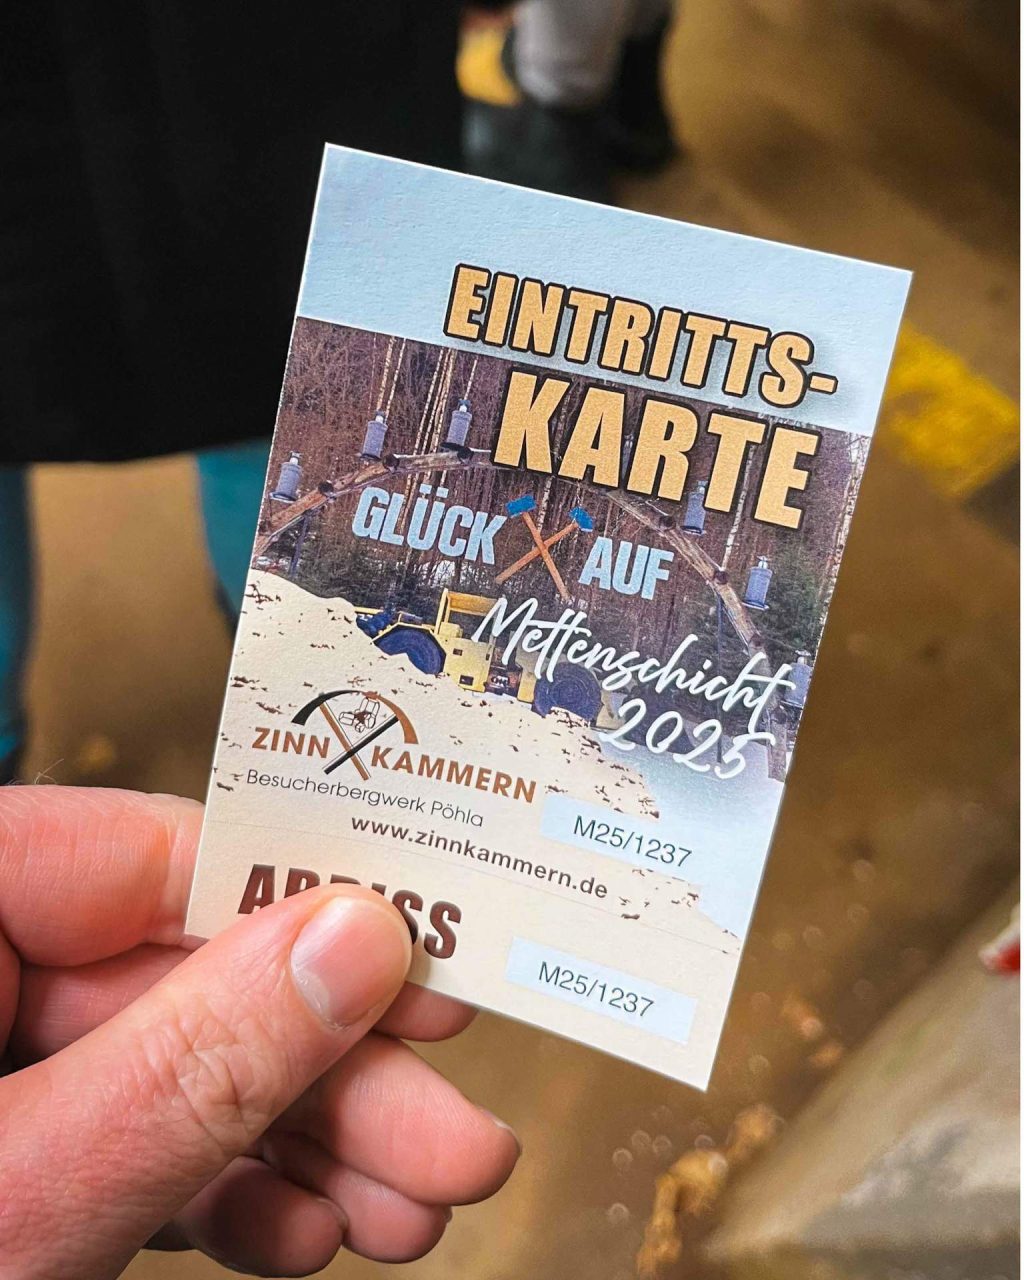 EINTRITTS-
KARTE
GLÜCK AUF
Mettenschicht
2025
ZINN KAMMERN
Besucherbergwerk Pöhla
www.zinnkammern.de
M25/1237
M25/1237